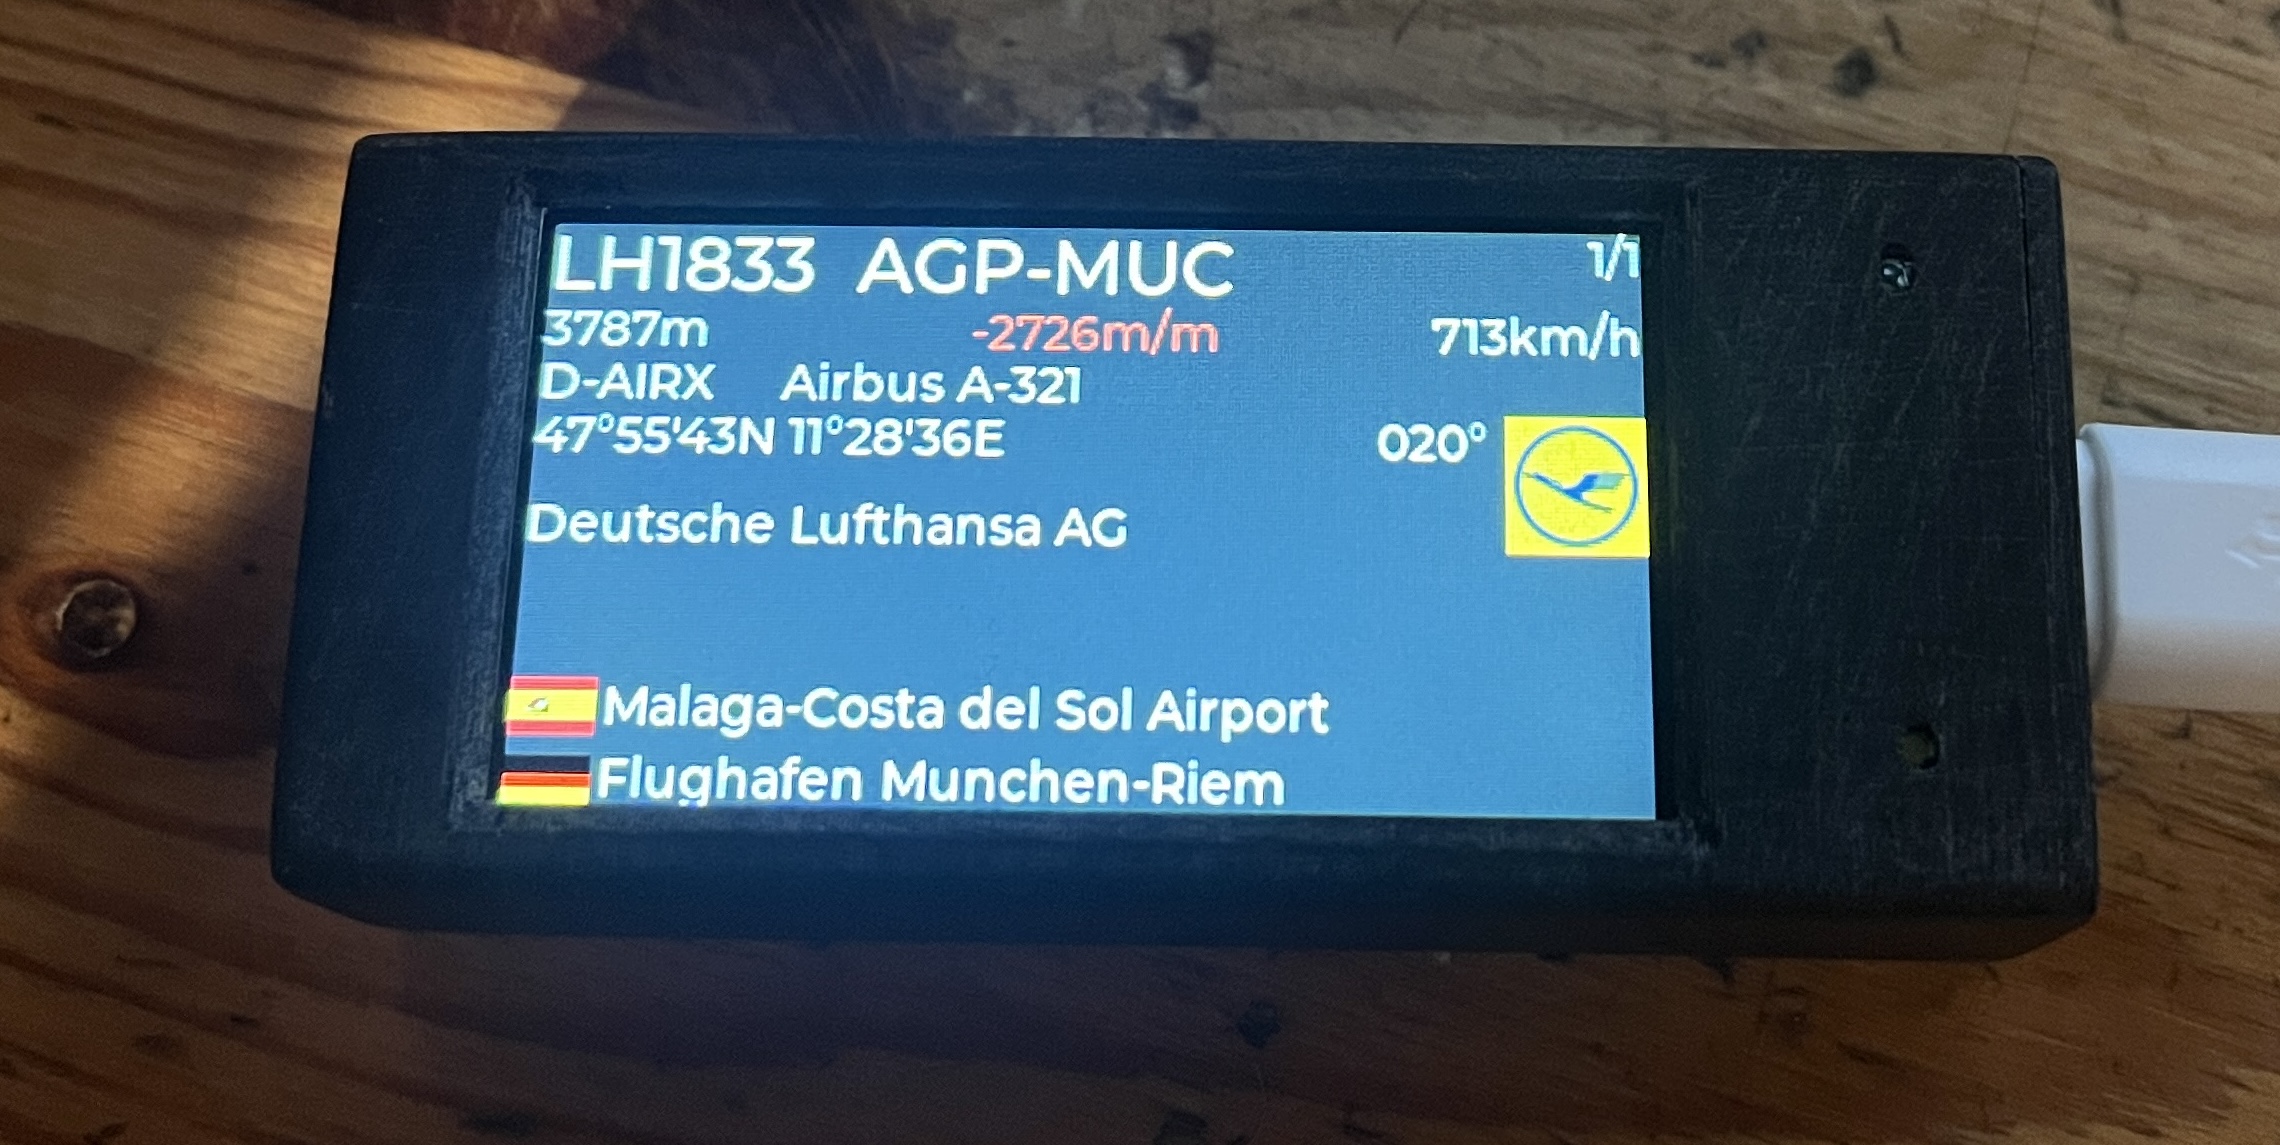 LH1833 AGP-MUC 1/1
3787m -2726m/m 713km/h
D-AIRX Airbus A-321
47°55'43N 11°28'36E 020°
Deutsche Lufthansa AG
Malaga-Costa del Sol Airport
Flughafen Munchen-Riem